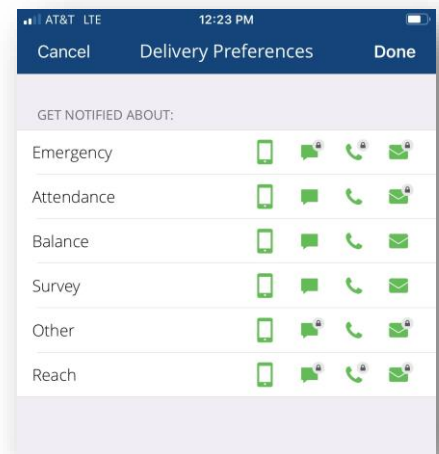 AT&T LTE 12:23 PM
Cancel Delivery Preferences Done
GET NOTIFIED ABOUT:
Emergency
Attendance
Balance
Survey
Other
Reach